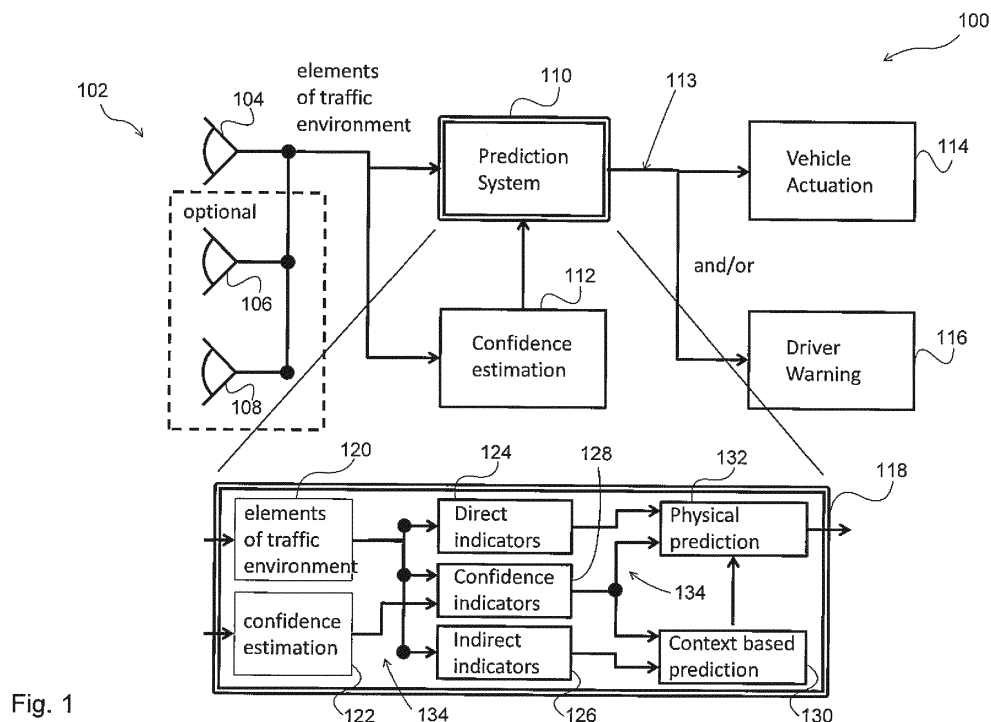 100
102
104
elements
of traffic
environment
110
Prediction
System
113
Vehicle
Actuation
114
optional
106
108
112
Confidence
estimation
and/or
Driver
Warning
116
120
elements
of traffic
environment
confidence
estimation
122
134
124
Direct
indicators
128
Confidence
indicators
Indirect
indicators
126
132
Physical
prediction
118
134
Context based
prediction
130
Fig. 1